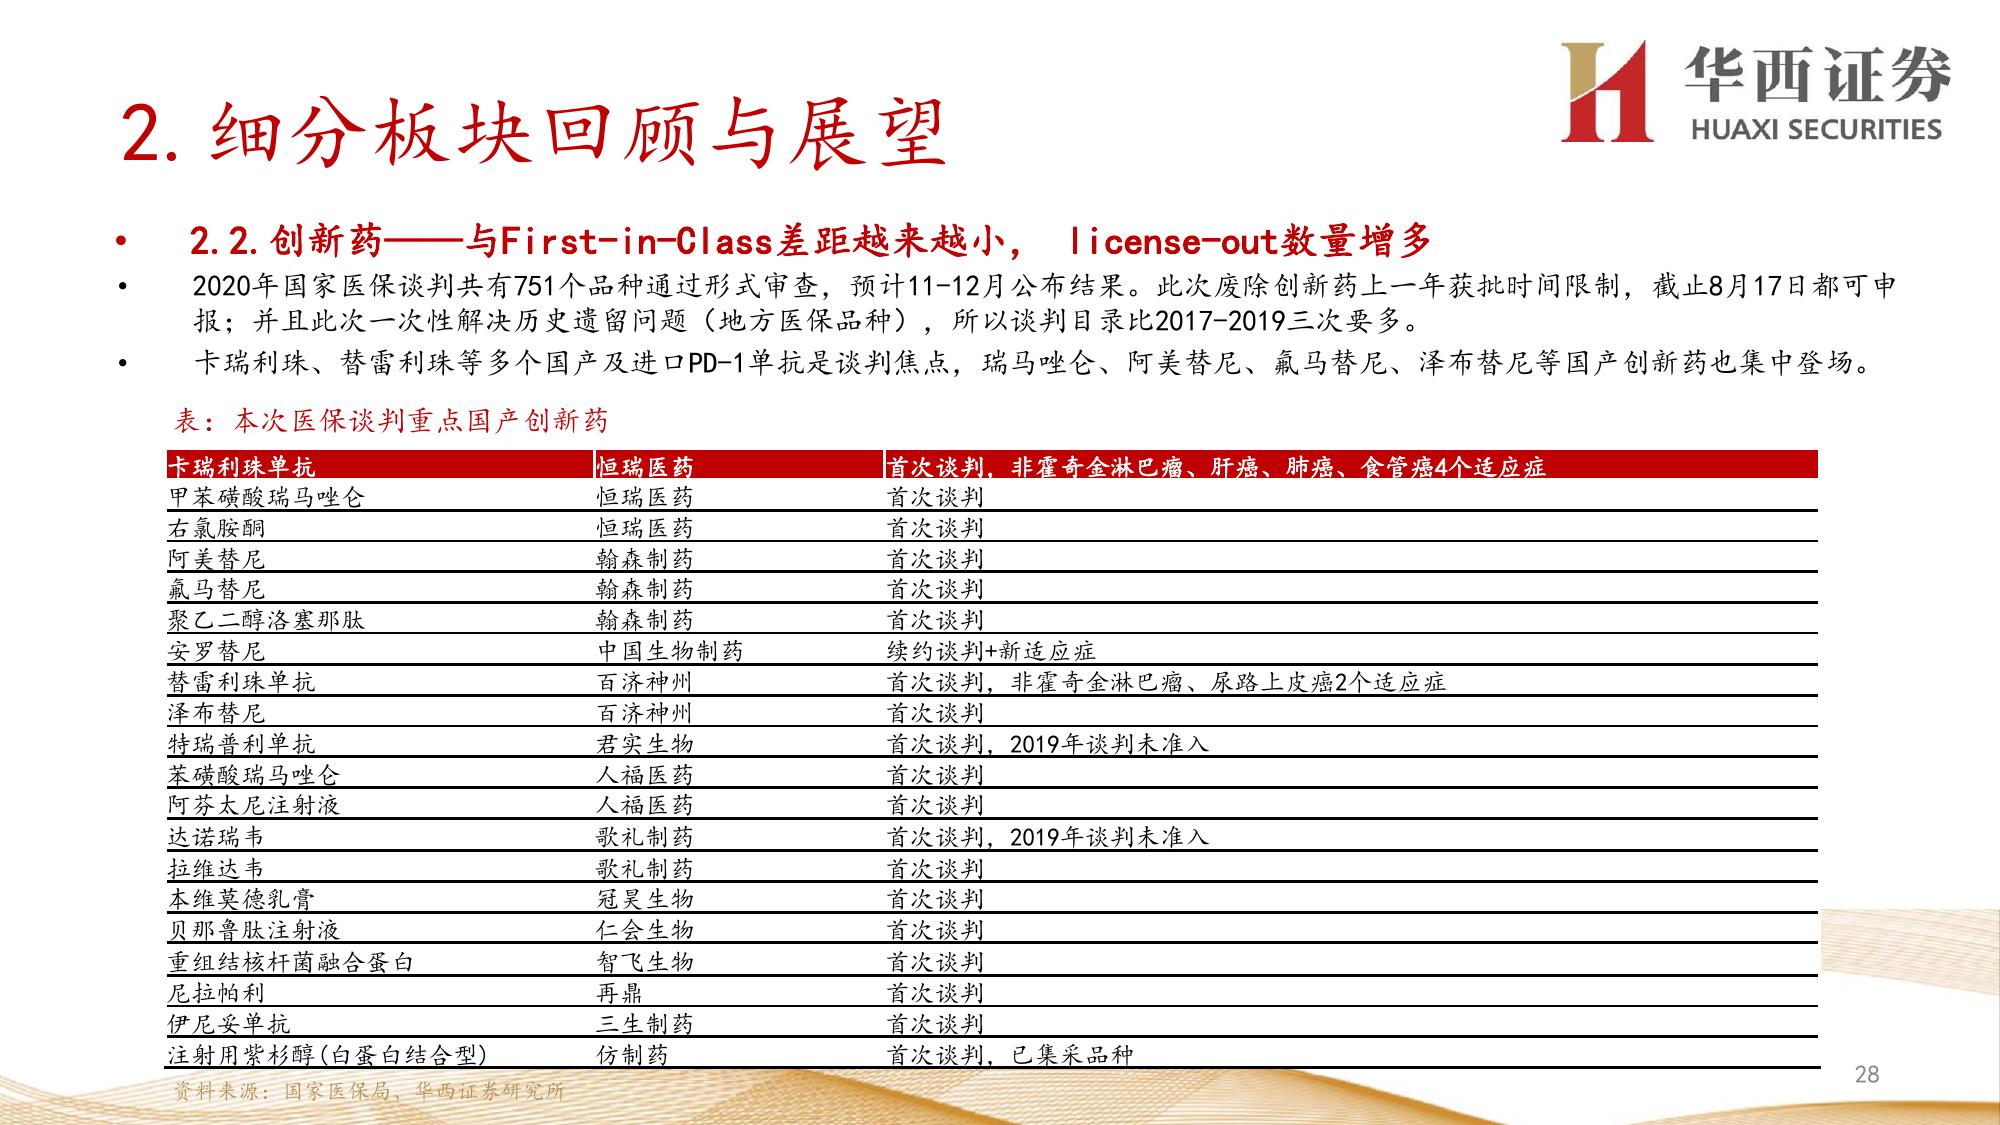 华西证券
HUAXI SECURITIES
2. 细分板块回顾与展望
• 2.2.创新药——与First-in-Class差距越来越小， license-out数量增多
• 2020年国家医保谈判共有751个品种通过形式审查，预计11-12月公布结果。此次废除创新药上一年获批时间限制，截止8月17日都可申
报；并且此次一次性解决历史遗留问题（地方医保品种），所以谈判目录比2017-2019三次要多。
• 卡瑞利珠、替雷利珠等多个国产及进口PD-1单抗是谈判焦点，瑞马唑仑、阿美替尼、氟马替尼、泽布替尼等国产创新药也集中登场。
表：本次医保谈判重点国产创新药
卡瑞利珠单抗 恒瑞医药 首次谈判，非霍奇金淋巴瘤、肝癌、肺癌、食管癌4个适应症
甲苯磺酸瑞马唑仑 恒瑞医药 首次谈判
右氯胺酮 恒瑞医药 首次谈判
阿美替尼 翰森制药 首次谈判
氟马替尼 翰森制药 首次谈判
聚乙二醇洛塞那肽 翰森制药 首次谈判
安罗替尼 中国生物制药 续约谈判+新适应症
替雷利珠单抗 百济神州 首次谈判，非霍奇金淋巴瘤、尿路上皮癌2个适应症
泽布替尼 百济神州 首次谈判
特瑞普利单抗 君实生物 首次谈判，2019年谈判未准入
苯磺酸瑞马唑仑 人福医药 首次谈判
阿芬太尼注射液 人福医药 首次谈判
达诺瑞韦 歌礼制药 首次谈判，2019年谈判未准入
拉维达韦 歌礼制药 首次谈判
本维莫德乳膏 冠昊生物 首次谈判
贝那鲁肽注射液 仁会生物 首次谈判
重组结核杆菌融合蛋白 智飞生物 首次谈判
尼拉帕利 再鼎 首次谈判
伊尼妥单抗 三生制药 首次谈判
注射用紫杉醇(白蛋白结合型) 仿制药 首次谈判，已集采品种
资料来源：国家医保局、华西证券研究所
28